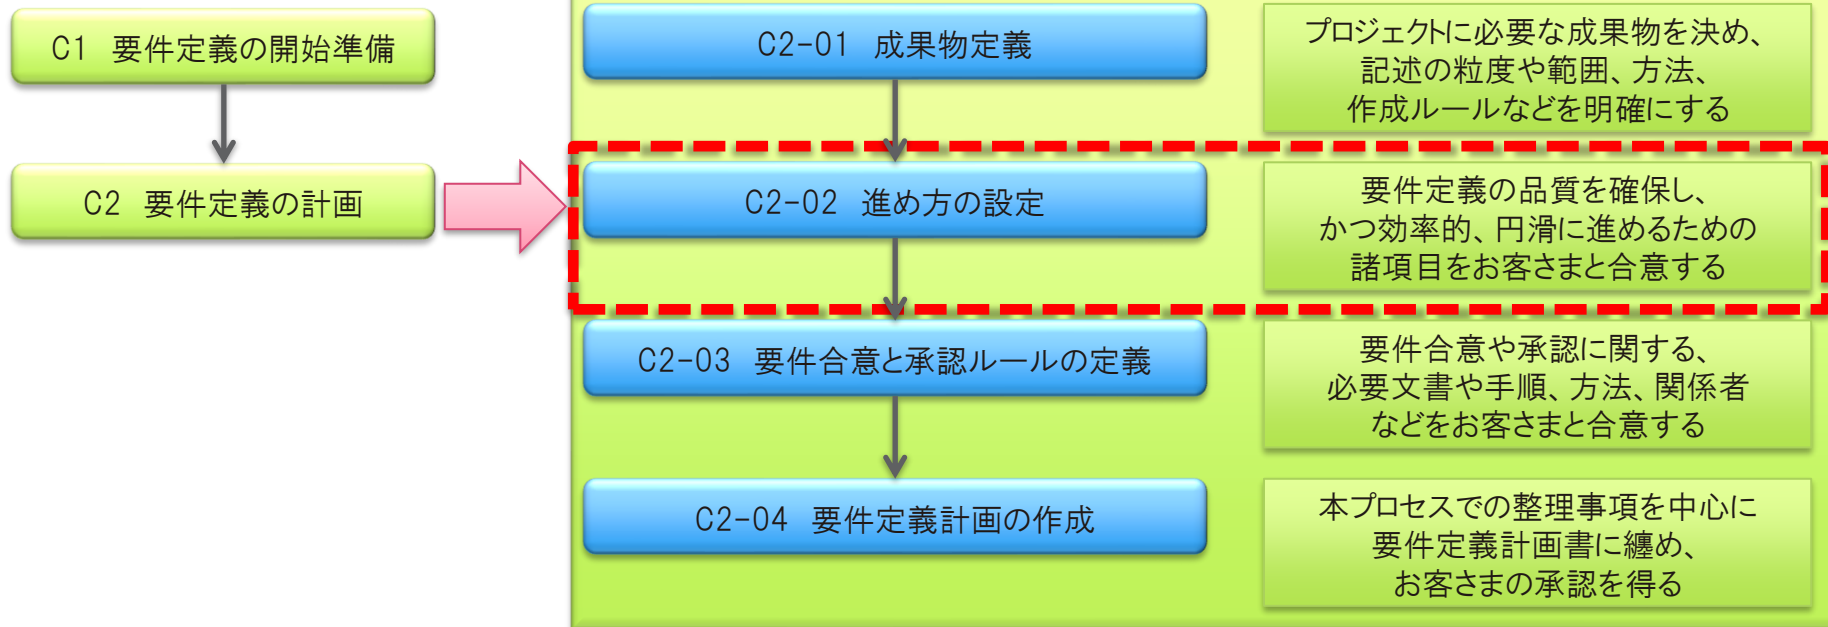 C1 要件定義の開始準備
C2 要件定義の計画
C2-01 成果物定義
プロジェクトに必要な成果物を決め、
記述の粒度や範囲、方法、
作成ルールなどを明確にする
C2-02 進め方の設定
要件定義の品質を確保し、
かつ効率的、円滑に進めるための
諸項目をお客さまと合意する
C2-03 要件合意と承認ルールの定義
要件合意や承認に関する、
必要文書や手順、方法、関係者
などをお客さまと合意する
C2-04 要件定義計画の作成
本プロセスでの整理事項を中心に
要件定義計画書に纏め、
お客さまの承認を得る